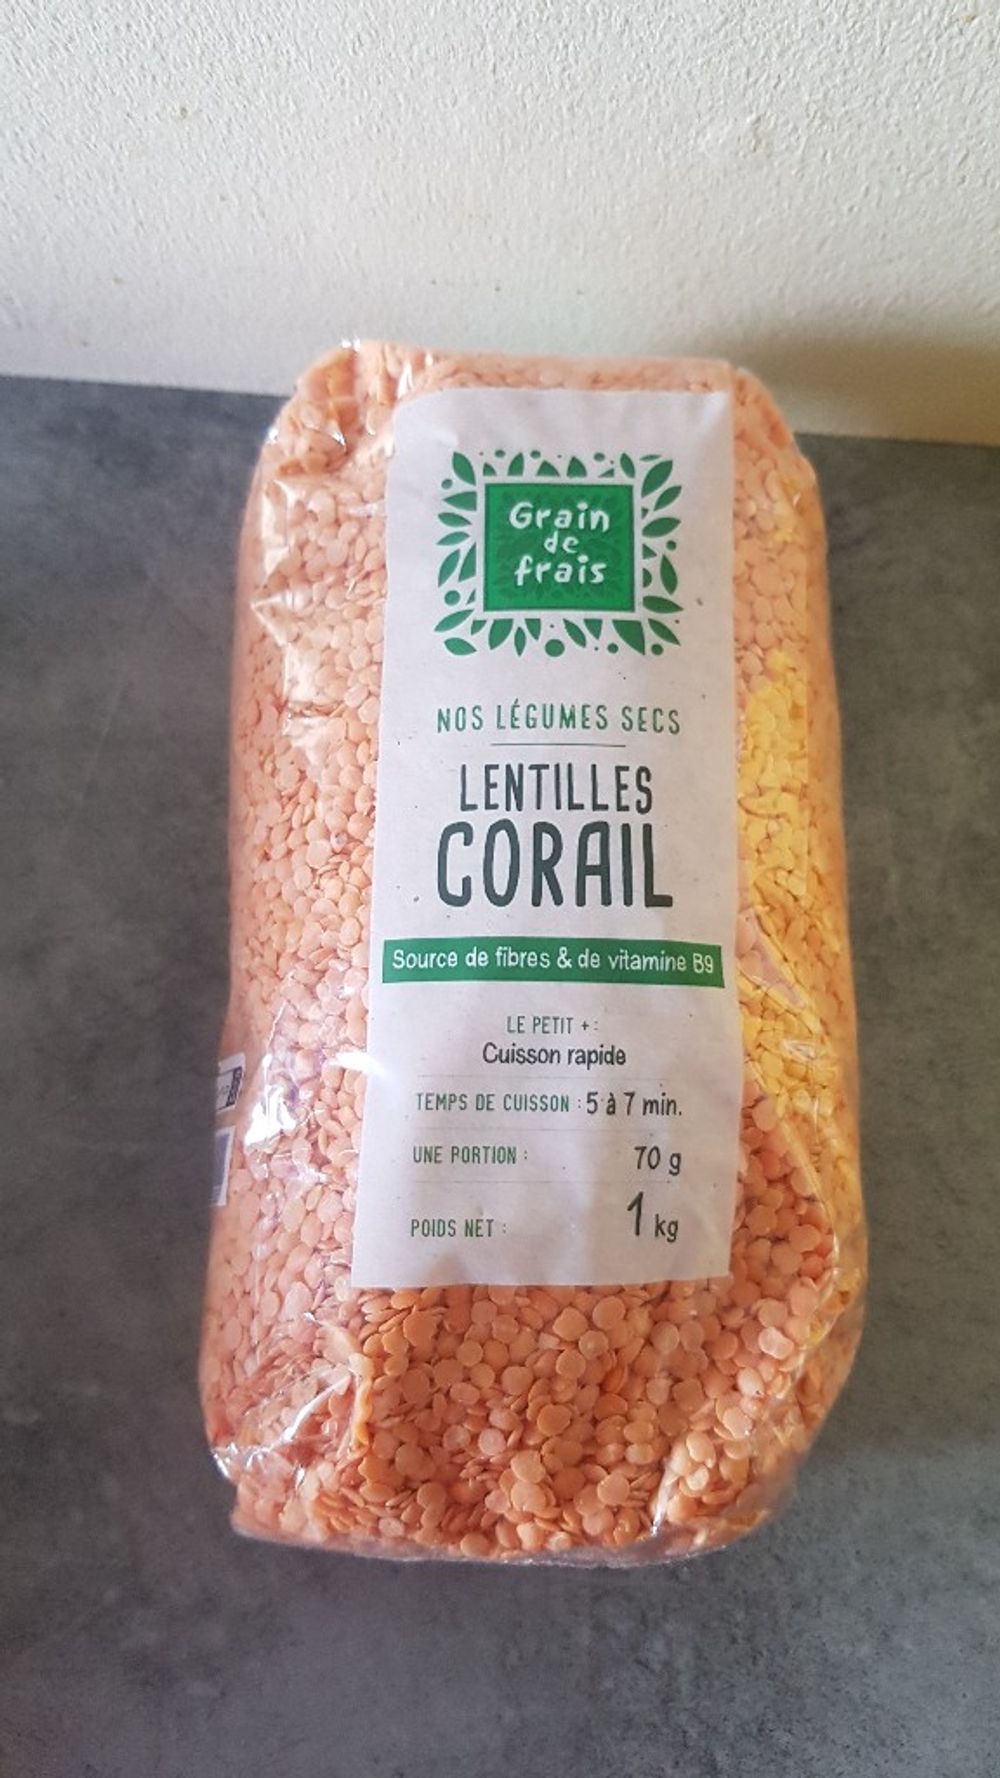 Grain
de
frais
NOS LÉGUMES SECS
LENTILLES
CORAIL
Source de fibres & de vitamine B9
LE PETIT + :
Cuisson rapide
TEMPS DE CUISSON : 5 à 7 min.
UNE PORTION : 70 g
POIDS NET : 1 kg